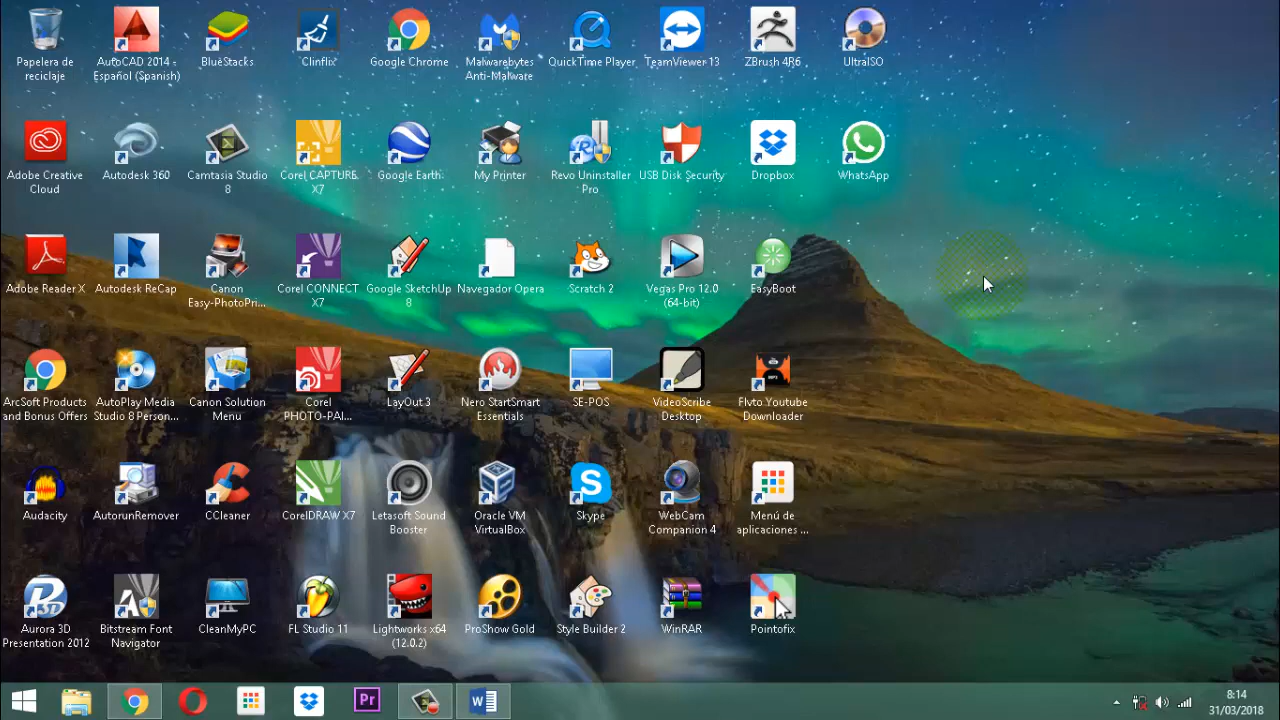 Papelera de
reciclaje
AutoCAD 2014 -
Español (Spanish)
BlueStacks
Clinflix
Google Chrome
Malwarebytes
Anti-Malware
QuickTime Player
TeamViewer 13
ZBrush 4R6
UltraISO
Adobe Creative
Cloud
Autodesk 360
Camtasia Studio
8
Corel CAPTURE
X7
Google Earth
My Printer
Revo Uninstaller
Pro
USB Disk Security
Dropbox
WhatsApp
Adobe Reader X
Autodesk ReCap
Canon
Easy-PhotoPri...
Corel CONNECT
X7
Google SketchUp
8
Navegador Opera
Scratch 2
Vegas Pro 12.0
(64-bit)
EasyBoot
ArcSoft Products
and Bonus Offers
AutoPlay Media
Studio 8 Person...
Canon Solution
Menu
Corel
PHOTO-PAI...
LayOut 3
Nero StartSmart
Essentials
SE-POS
VideoScribe
Desktop
Flvto Youtube
Downloader
Audacity
AutorunRemover
CCleaner
CorelDRAW X7
Letasoft Sound
Booster
Oracle VM
VirtualBox
Skype
WebCam
Companion 4
Menú de
aplicaciones ...
Aurora 3D
Presentation 2012
Bitstream Font
Navigator
CleanMyPC
FL Studio 11
Lightworks x64
(12.0.2)
ProShow Gold
Style Builder 2
WinRAR
Pointofix
Pr
8:14
31/03/2018